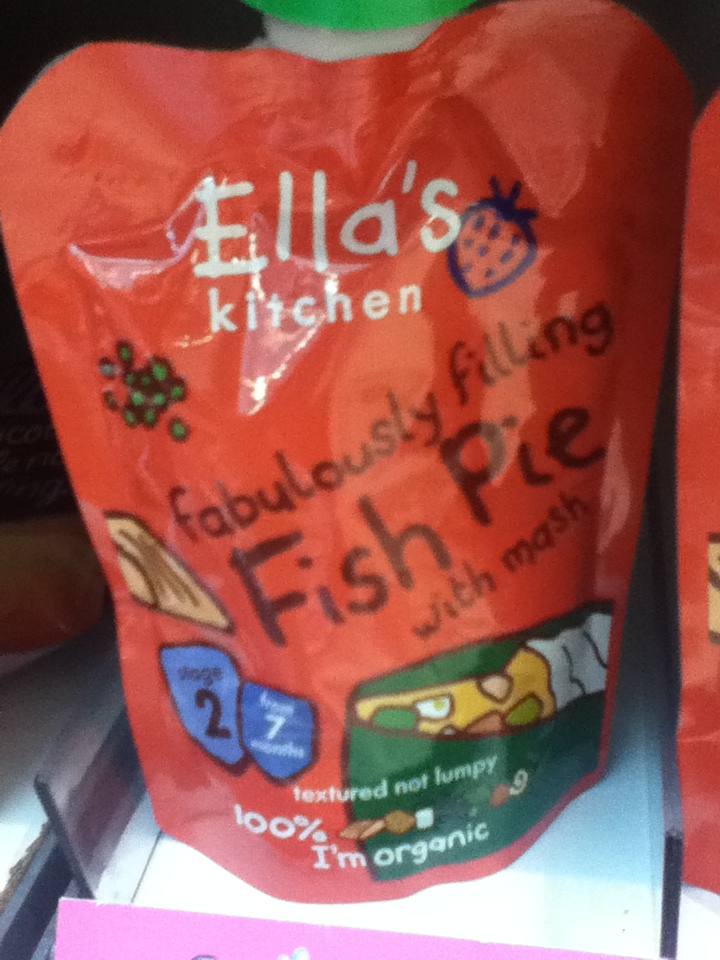 Ella's
kitchen
fabulously filling
Fish Pie
with mash
stage
2
from
7
months
textured not lumpy
100%
I'm organic